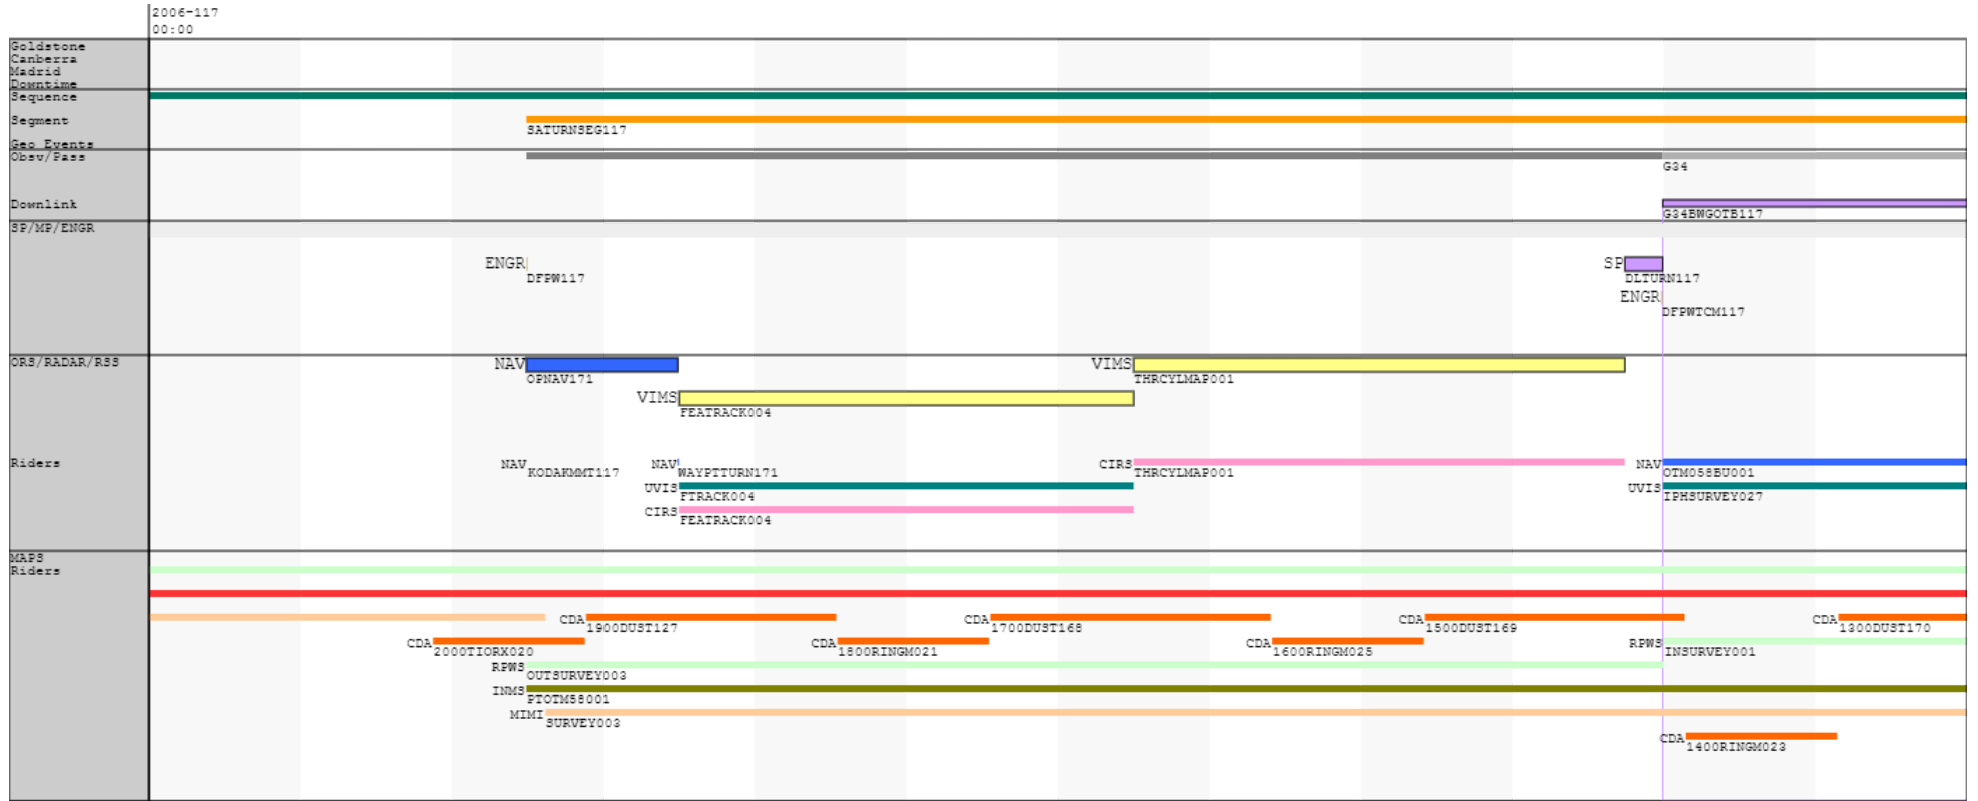 2006-117
00:00
Goldstone
Canberra
Madrid
Downtime
Sequence
Segment
SATURNSEG117
Geo Events
Obsv/Pass
G34
Downlink
G34BWGOTB117
SP/MP/ENGR
ENGR
DFPW117
SP
DLTURN117
ENGR
DFPWTCM117
ORS/RADAR/RSS
NAV
OPNAV171
VIMS
THRCYLMAP001
VIMS
FEATRACK004
Riders
NAV
KODAKMMT117
NAV
WAYPTTURN171
CIRS
THRCYLMAP001
NAV
OTM058BU001
UVIS
FTRACK004
UVIS
IPHSURVEY027
CIRS
FEATRACK004
MAPS
Riders
CDA
1900DUST127
CDA
1700DUST168
CDA
1500DUST169
CDA
1300DUST170
CDA
2000TIORX020
CDA
1800RINGM021
CDA
1600RINGM025
RPWS
INSURVEY001
RPWS
OUTSURVEY003
INMS
PTOTM58001
MIMI
SURVEY003
CDA
1400RINGM023